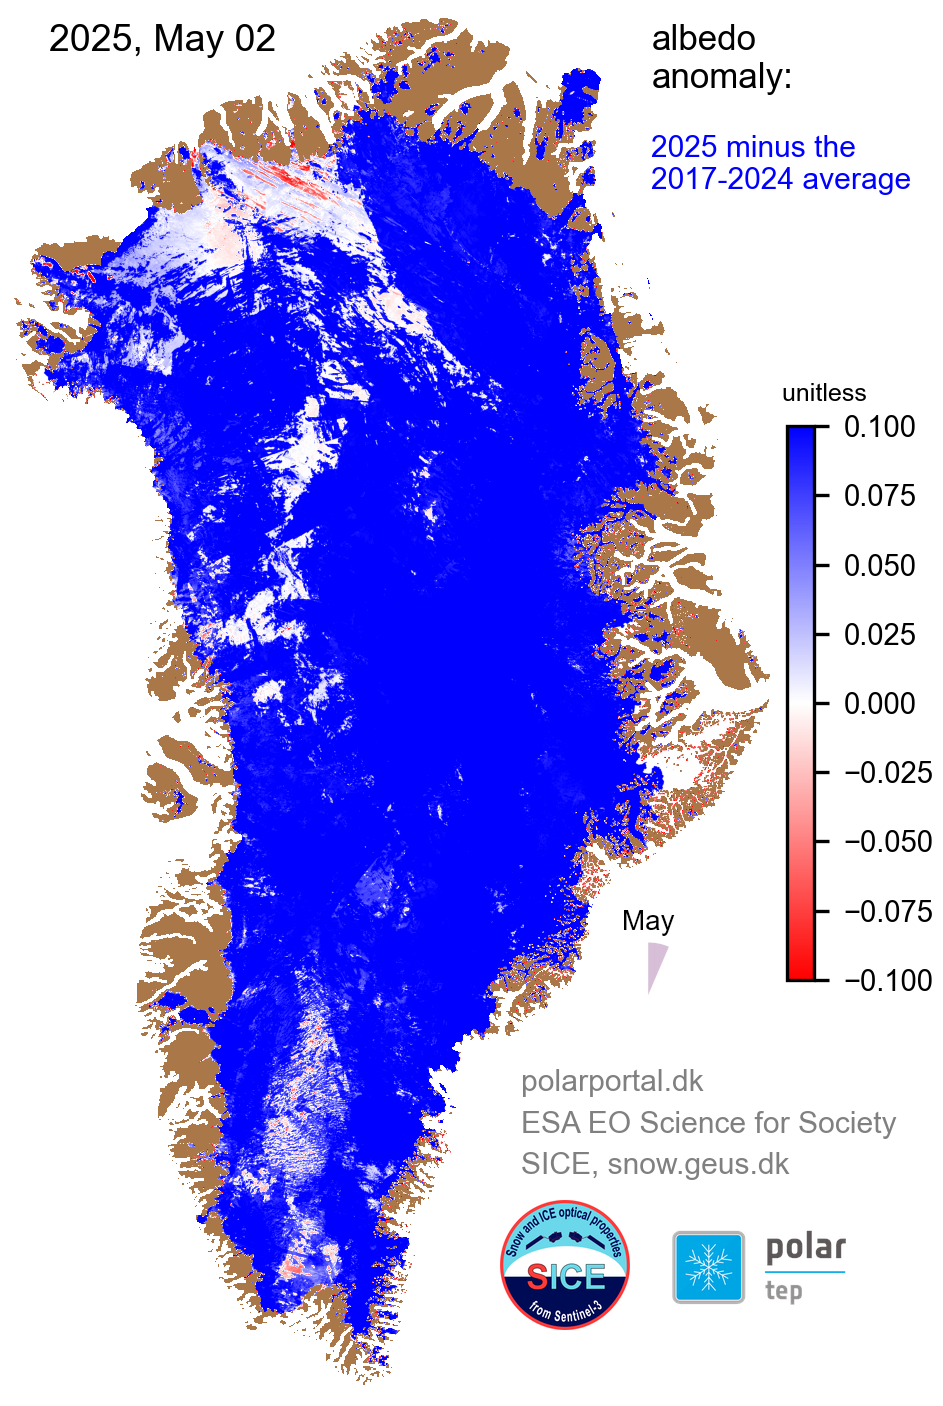 2025, May 02
albedo
anomaly:
2025 minus the
2017-2024 average
unitless
0.100
0.075
0.050
0.025
0.000
−0.025
−0.050
−0.075
−0.100
May
polarportal.dk
ESA EO Science for Society
SICE, snow.geus.dk
Snow and ICE optical properties
SICE
from Sentinel-3
polar
tep